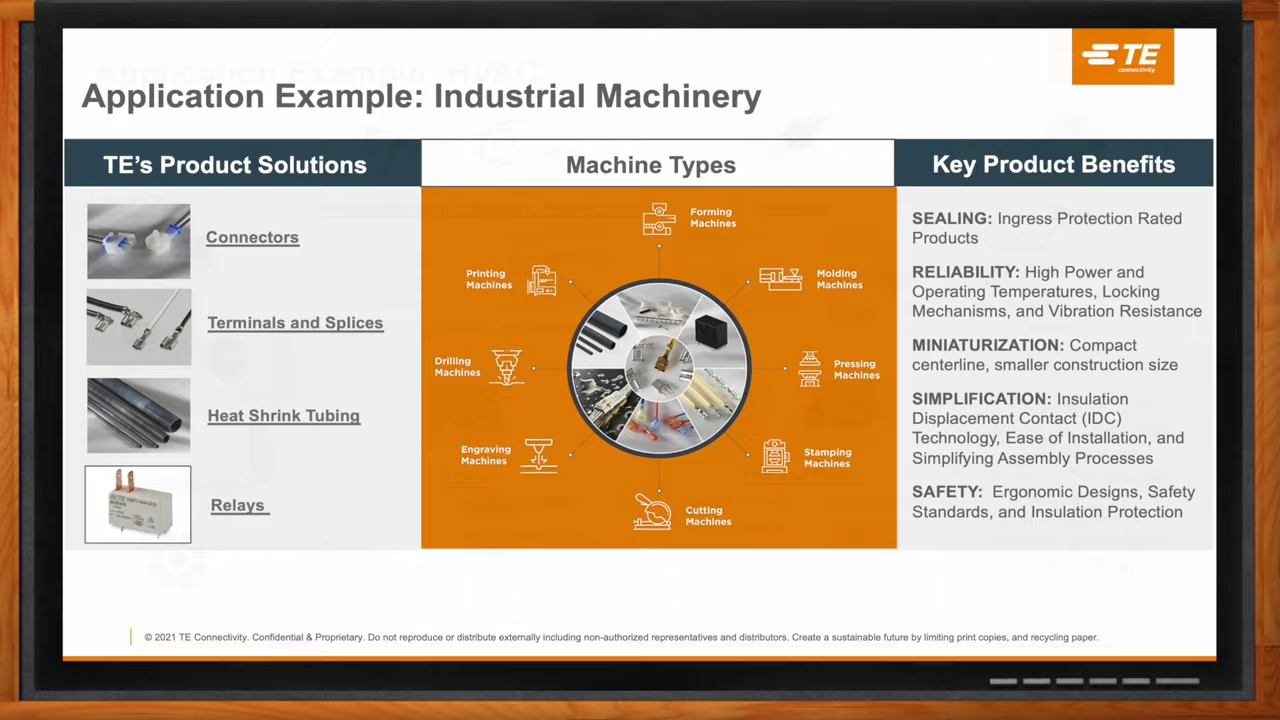 TE
connectivity
Application Example: Industrial Machinery
TE's Product Solutions
Machine Types
Key Product Benefits
Connectors
Terminals and Splices
Heat Shrink Tubing
Relays
Forming
Machines
Printing
Machines
Molding
Machines
Drilling
Machines
Pressing
Machines
Engraving
Machines
Stamping
Machines
Cutting
Machines
SEALING: Ingress Protection Rated
Products
RELIABILITY: High Power and
Operating Temperatures, Locking
Mechanisms, and Vibration Resistance
MINIATURIZATION: Compact
centerline, smaller construction size
SIMPLIFICATION: Insulation
Displacement Contact (IDC)
Technology, Ease of Installation, and
Simplifying Assembly Processes
SAFETY: Ergonomic Designs, Safety
Standards, and Insulation Protection
© 2021 TE Connectivity. Confidential & Proprietary. Do not reproduce or distribute externally including non-authorized representatives and distributors. Create a sustainable future by limiting print copies, and recycling paper.